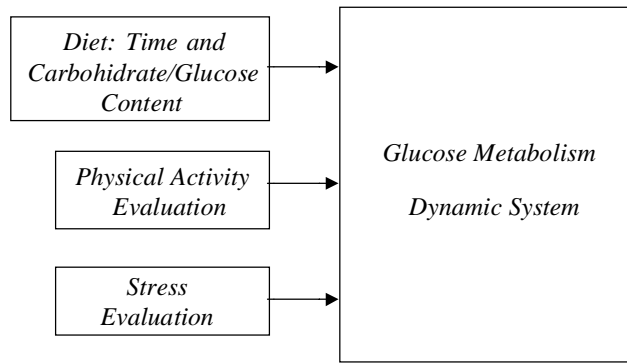 Diet: Time and
Carbohidrate/Glucose
Content
Physical Activity
Evaluation
Stress
Evaluation
Glucose Metabolism
Dynamic System